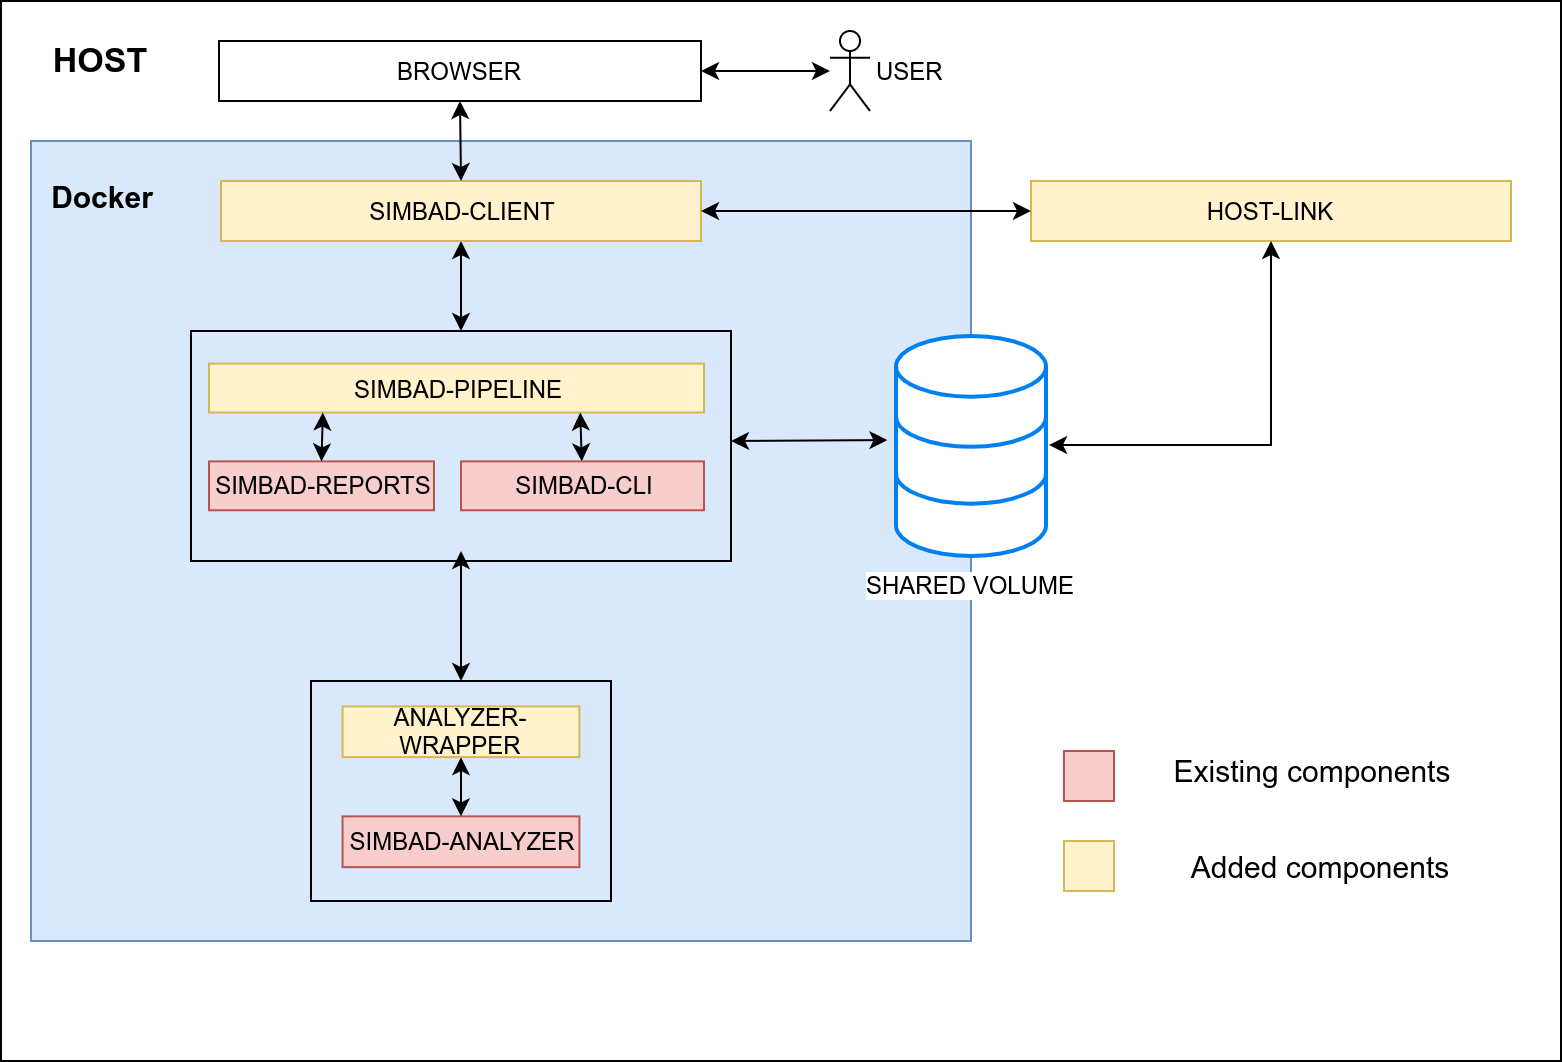 HOST
BROWSER
USER
Docker
SIMBAD-CLIENT
HOST-LINK
SIMBAD-PIPELINE
SIMBAD-REPORTS
SIMBAD-CLI
SHARED VOLUME
ANALYZER-
WRAPPER
SIMBAD-ANALYZER
Existing components
Added components